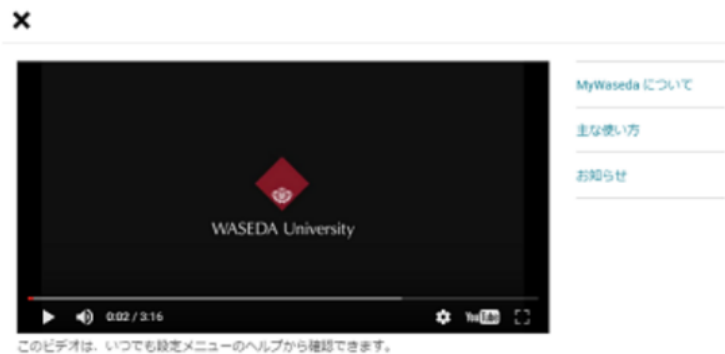 MyWaseda について
主な使い方
お知らせ
WASEDA University
0:02 / 3:16
YouTube
このビデオは、いつでも設定メニューのヘルプから確認できます。